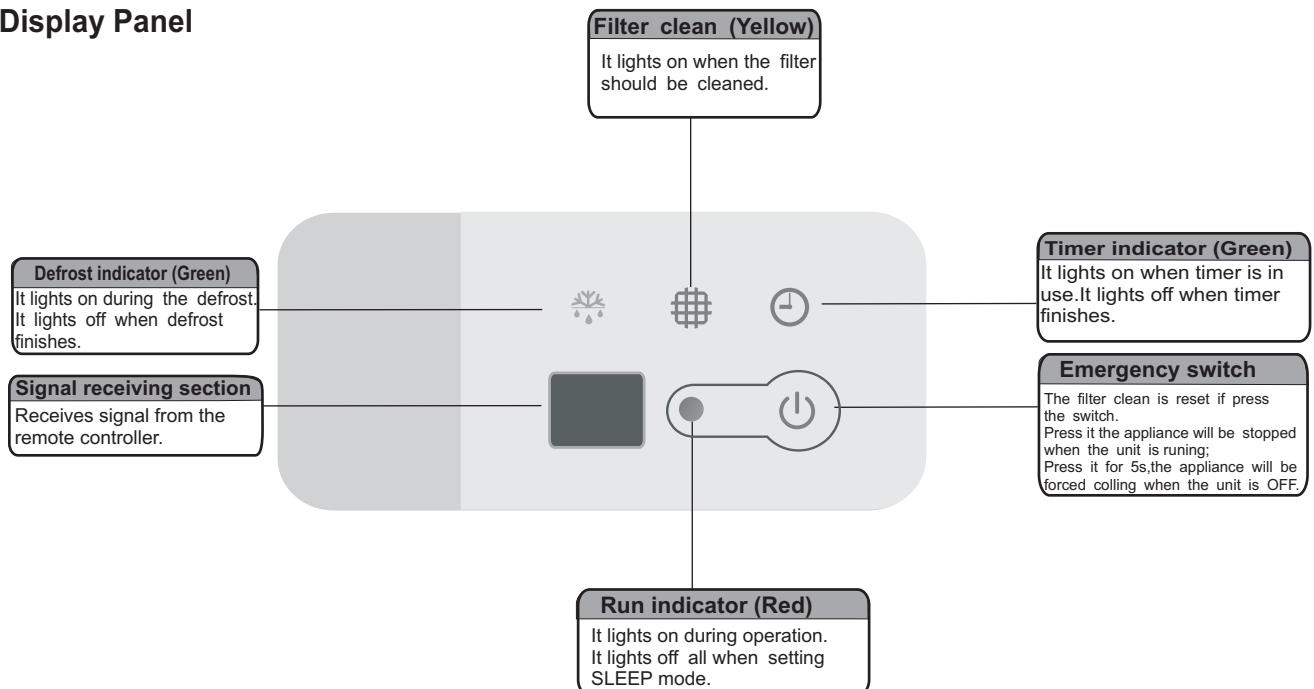 Display Panel
Filter clean (Yellow)
It lights on when the filter
should be cleaned.
Defrost indicator (Green)
It lights on during the defrost.
It lights off when defrost
finishes.
Signal receiving section
Receives signal from the
remote controller.
Timer indicator (Green)
It lights on when timer is in
use.It lights off when timer
finishes.
Emergency switch
The filter clean is reset if press
the switch.
Press it the appliance will be stopped
when the unit is runing;
Press it for 5s,the appliance will be
forced colling when the unit is OFF.
Run indicator (Red)
It lights on during operation.
It lights off all when setting
SLEEP mode.